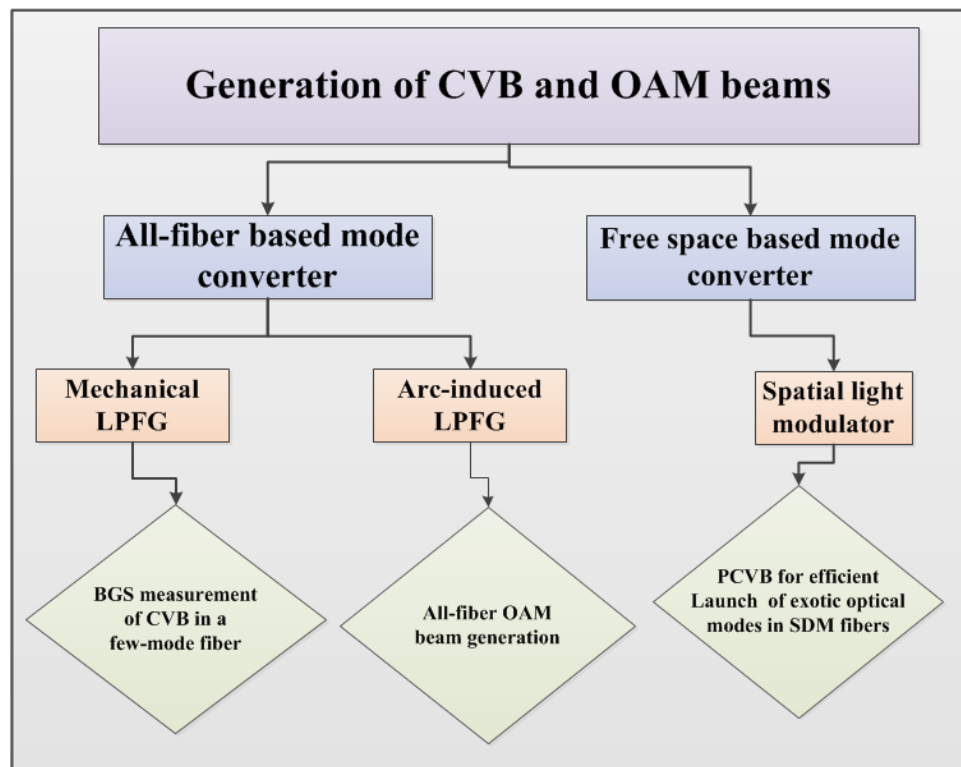 Generation of CVB and OAM beams
All-fiber based mode
converter
Free space based mode
converter
Mechanical
LPFG
Arc-induced
LPFG
Spatial light
modulator
BGS measurement
of CVB in a
few-mode fiber
All-fiber OAM
beam generation
PCVB for efficient
Launch of exotic optical
modes in SDM fibers